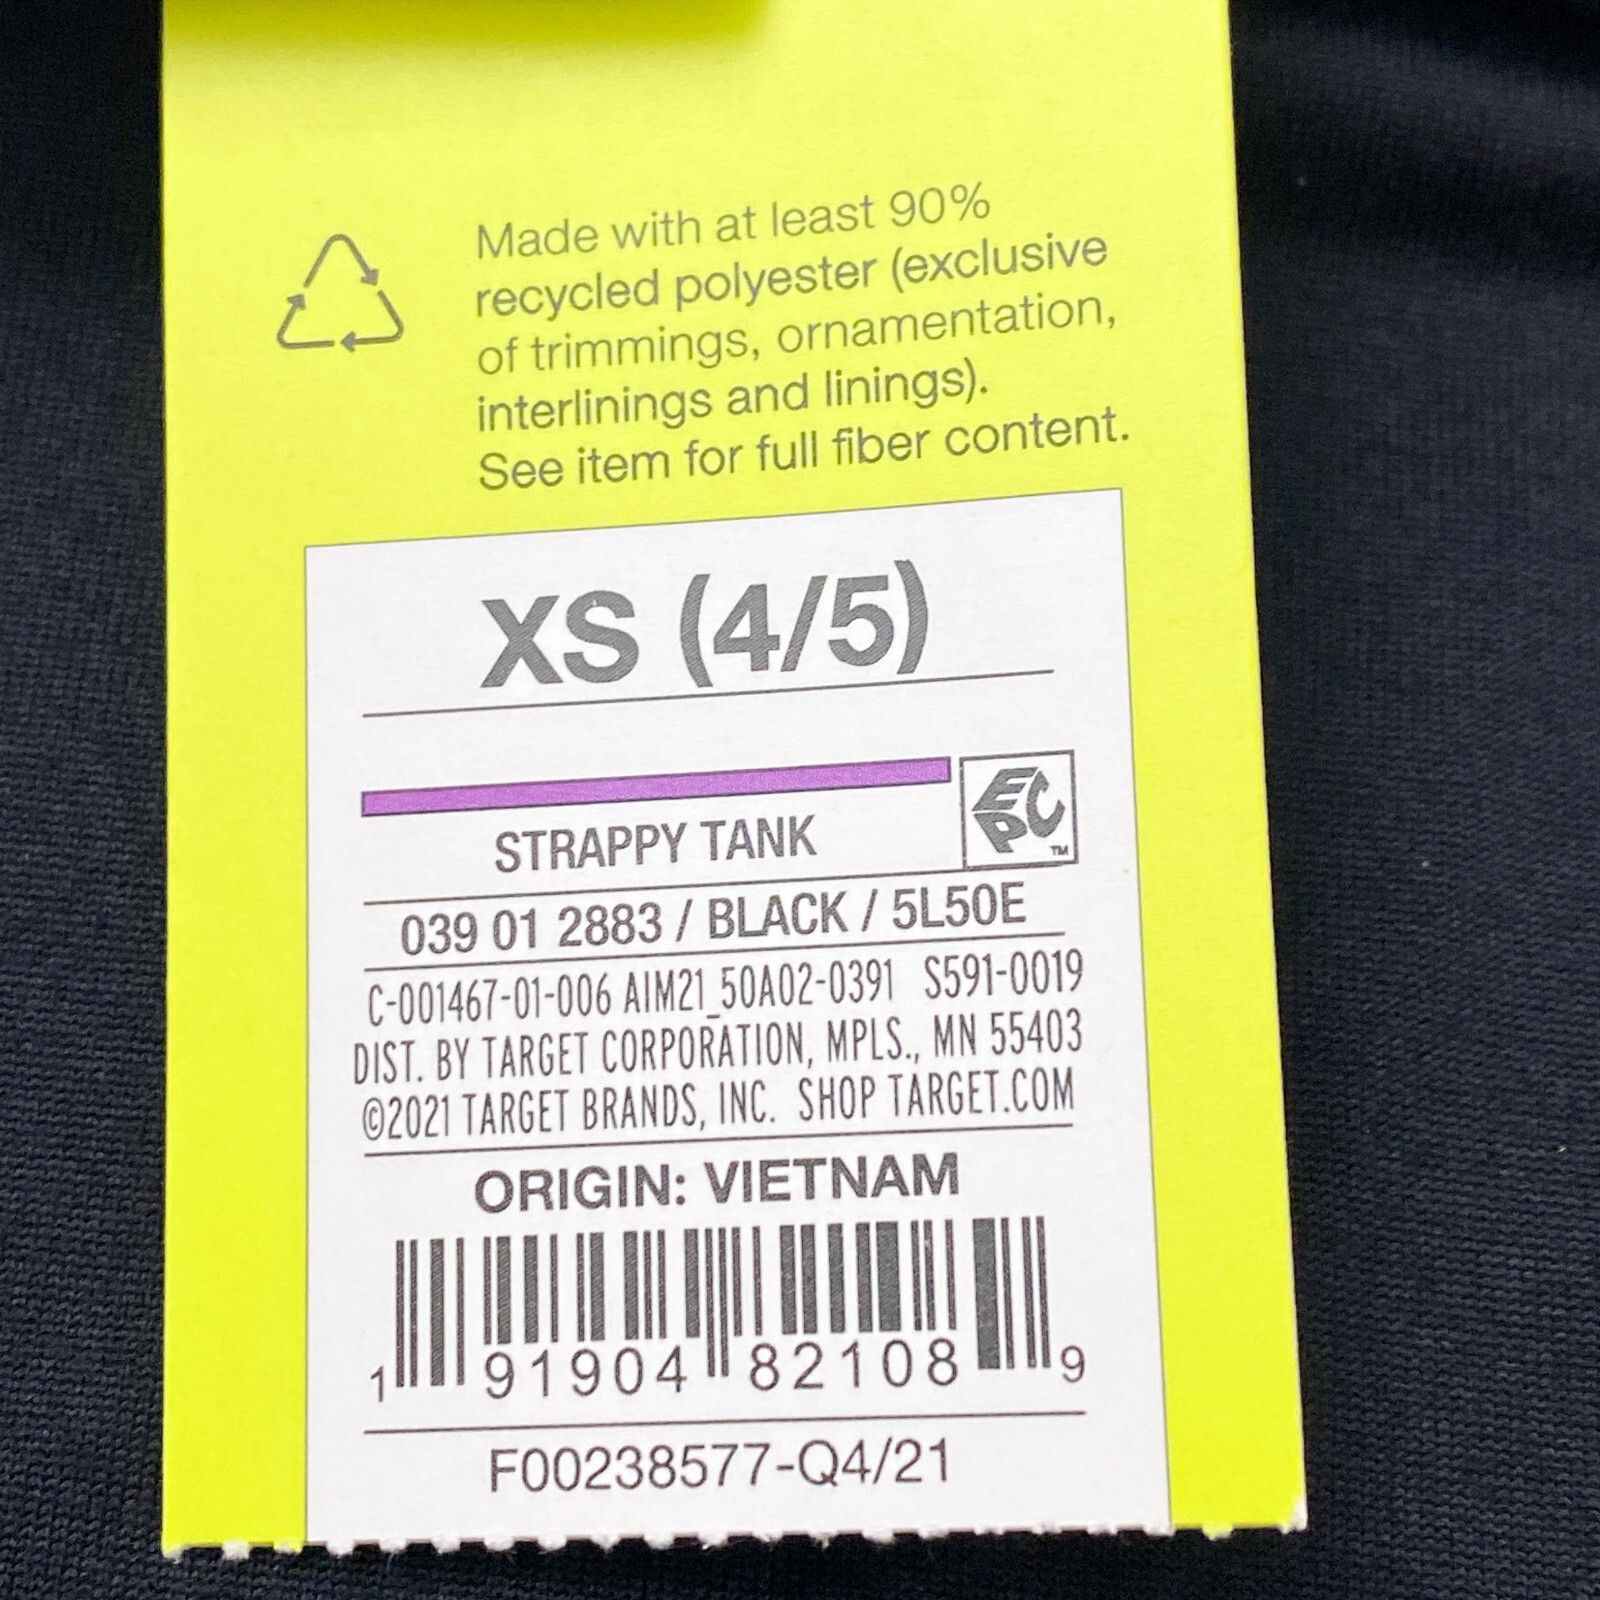 Made with at least 90%
recycled polyester (exclusive
of trimmings, ornamentation,
interlinings and linings).
See item for full fiber content.
XS (4/5)
EPC™
STRAPPY TANK
039 01 2883 / BLACK / 5L50E
C-001467-01-006 AIM21_50A02-0391 S591-0019
DIST. BY TARGET CORPORATION, MPLS., MN 55403
©2021 TARGET BRANDS, INC. SHOP TARGET.COM
ORIGIN: VIETNAM
1 91904 82108 9
F00238577-Q4/21